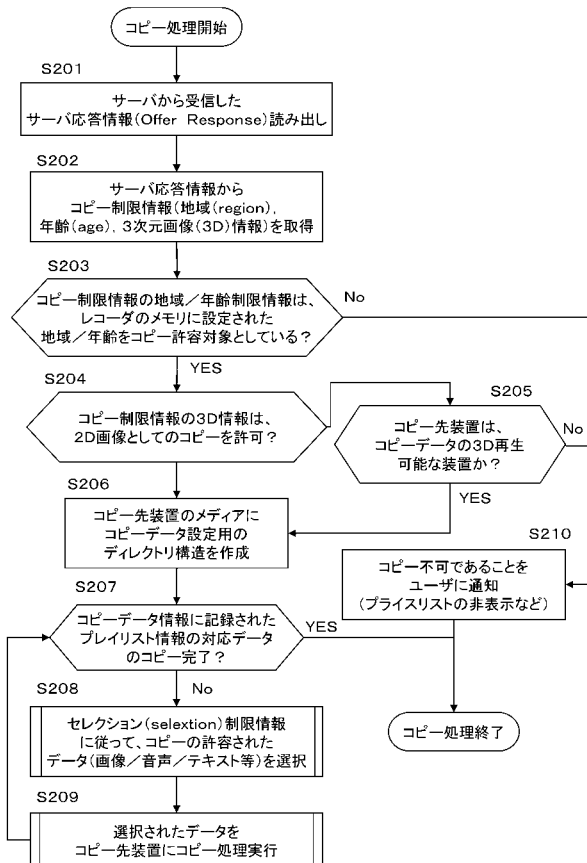 コピー処理開始
S201
サーバから受信した
サーバ応答情報(Offer Response)読み出し
S202
サーバ応答情報から
コピー制限情報(地域(region),
年齢(age), 3次元画像(3D)情報)を取得
S203
コピー制限情報の地域/年齢制限情報は、
レコーダのメモリに設定された
地域/年齢をコピー許容対象としている?
No
YES
S204
コピー制限情報の3D情報は、
2D画像としてのコピーを許可?
S205
コピー先装置は、
コピーデータの3D再生
可能な装置か?
No
YES
S206
コピー先装置のメディアに
コピーデータ設定用の
ディレクトリ構造を作成
S210
コピー不可であることを
ユーザに通知
(プライスリストの非表示など)
S207
コピーデータ情報に記録された
プレイリスト情報の対応データ
のコピー完了?
YES
No
S208
セレクション(selextion)制限情報
に従って、コピーの許容された
データ(画像/音声/テキスト等)を選択
コピー処理終了
S209
選択されたデータを
コピー先装置にコピー処理実行